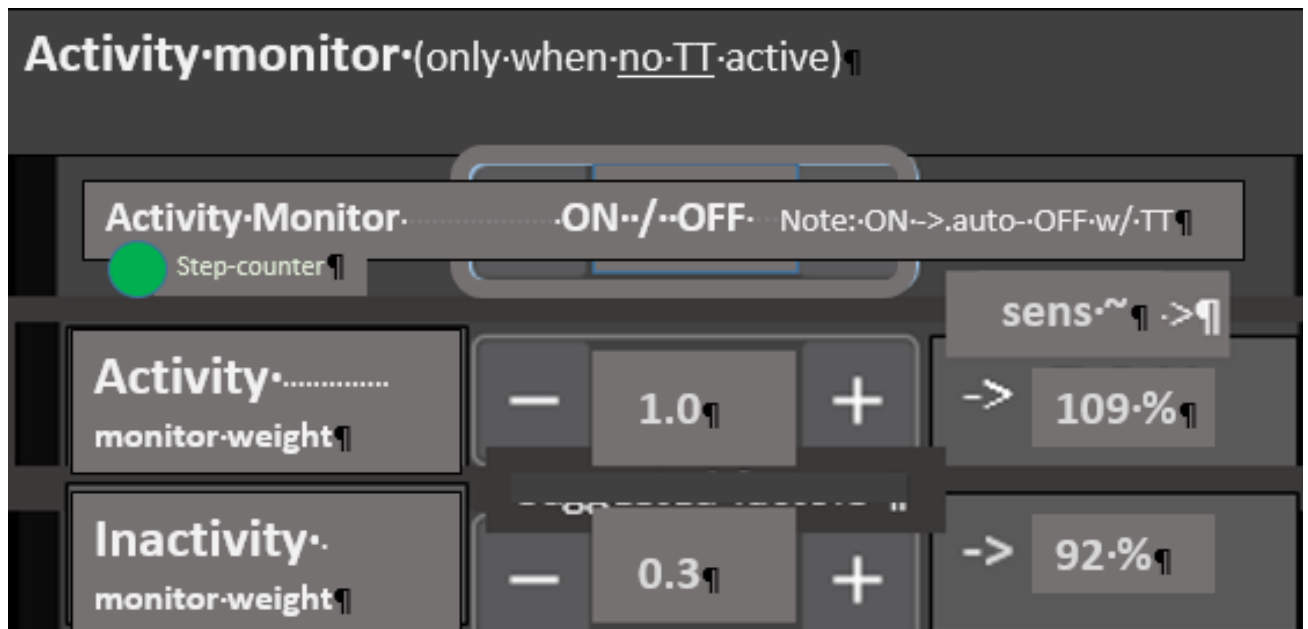 Activity monitor (only when no TT active)¶
Activity Monitor ON / OFF Note: ON ->.auto- OFF w/ TT¶
Step-counter¶
sens ~¶ ->¶
Activity
monitor weight¶
− 1.0¶ +
-> 109 %¶
Inactivity
monitor weight¶
− 0.3¶ +
-> 92 %¶